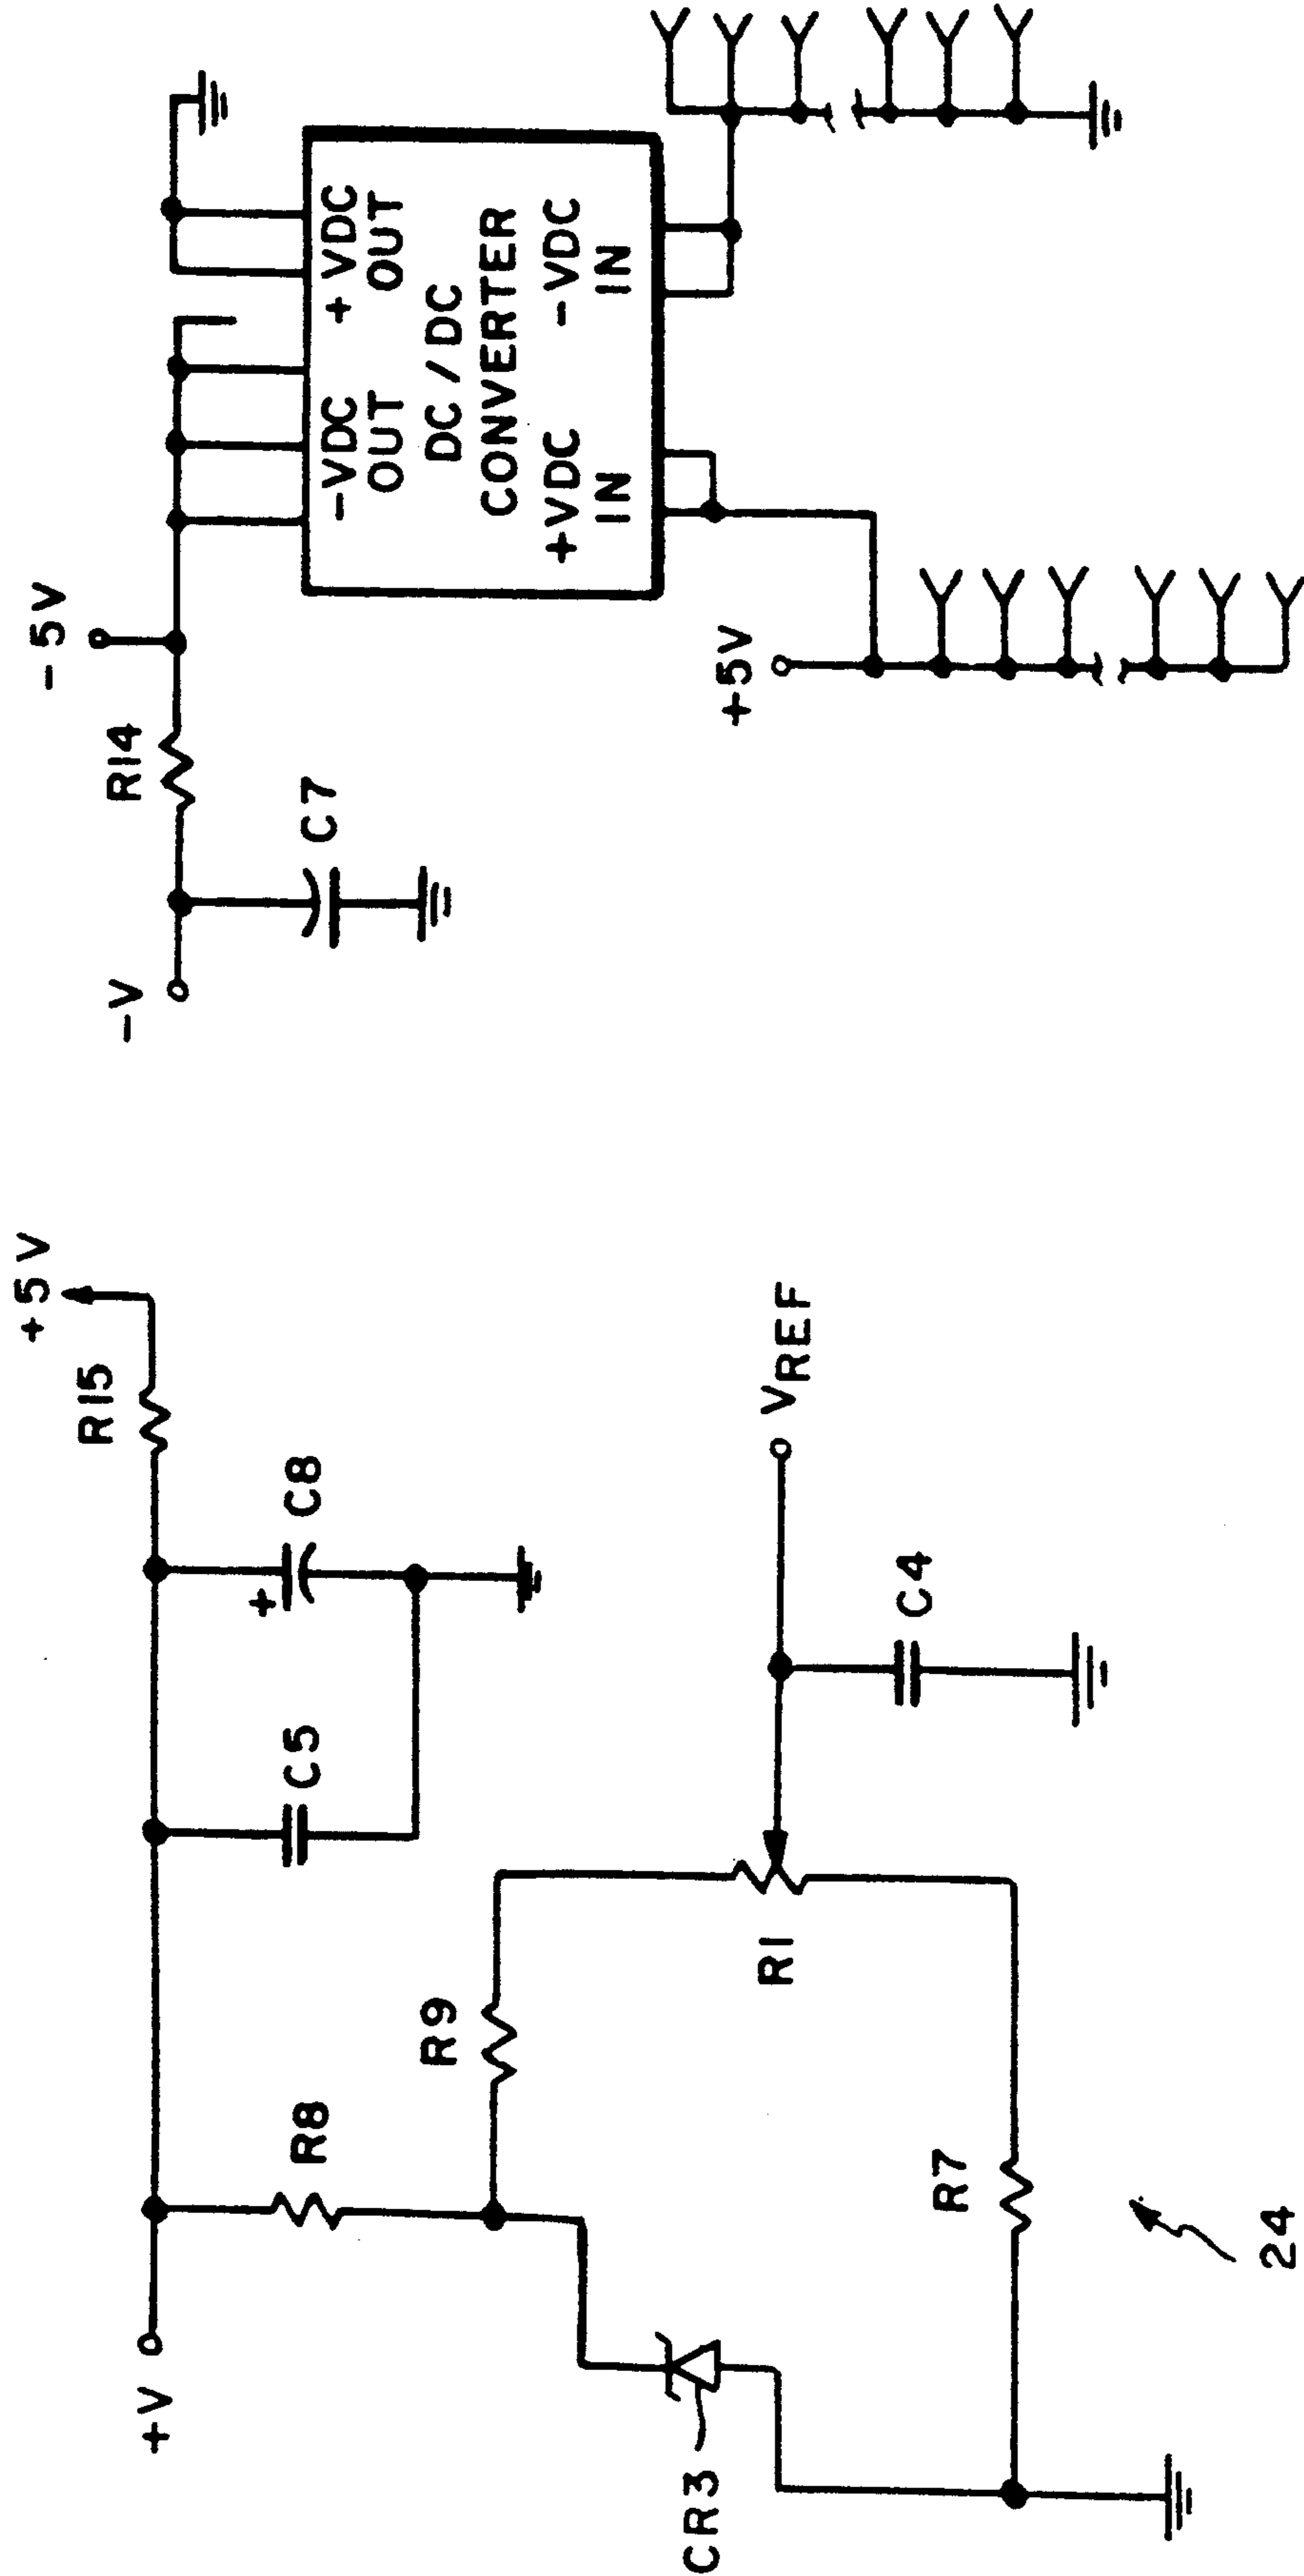 +5V
R15
+V
C8
+
C5
R8
R9
R1
VREF
C4
CR3
R7
24
-5V
R14
-V
C7
-VDC
OUT
+VDC
OUT
DC/DC
CONVERTER
+VDC
IN
-VDC
IN
+5V